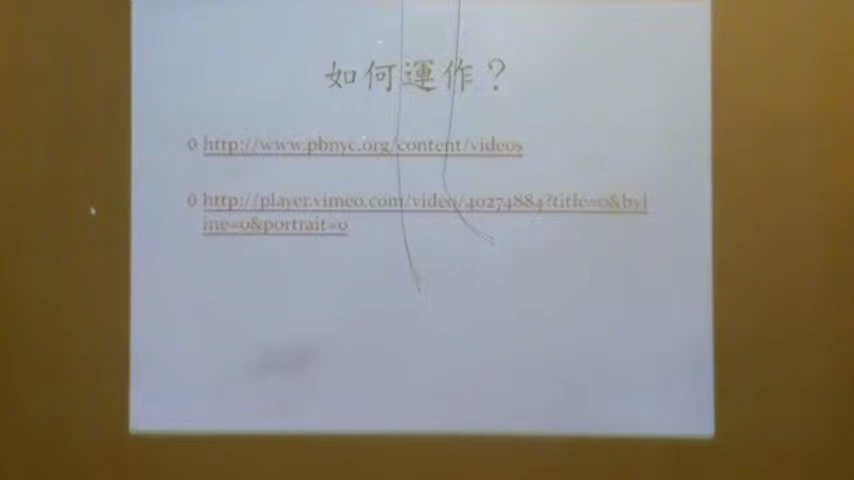 如何運作？
http://www.pbnyc.org/content/videos
http://player.vimeo.com/video/40274884?title=0&byl
ine=0&portrait=0